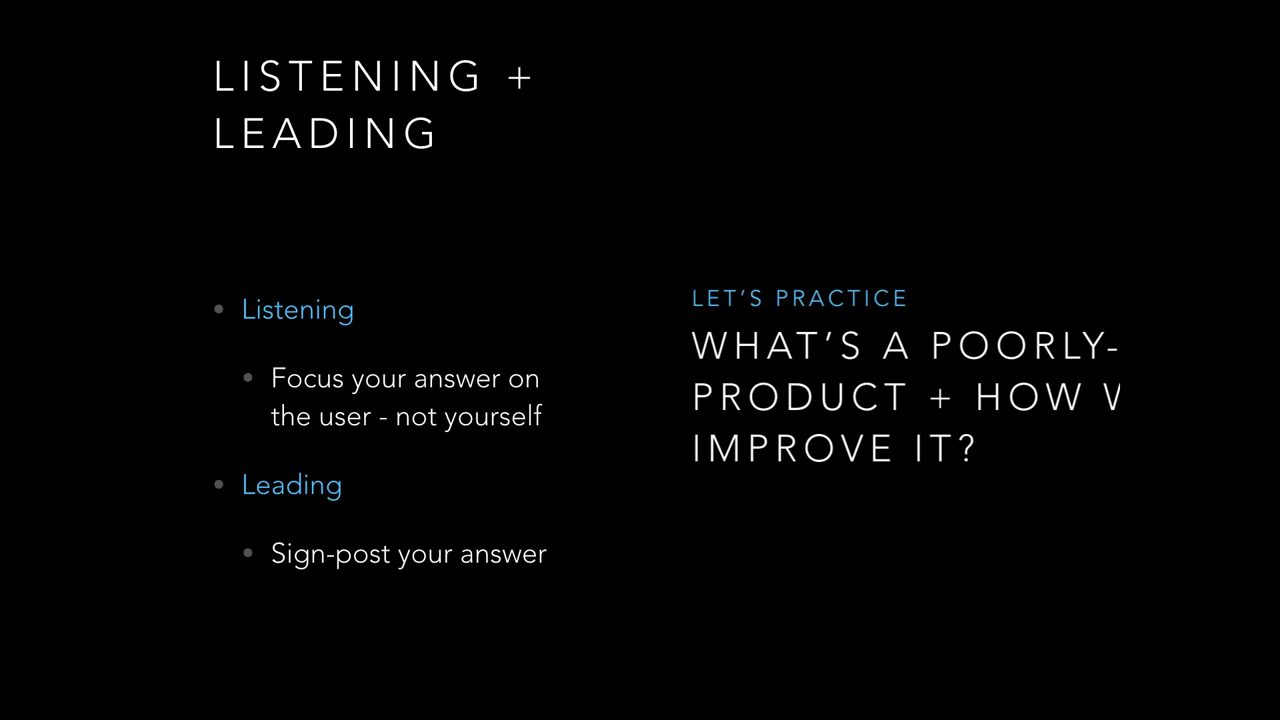 LISTENING +
LEADING
Listening
Focus your answer on
the user - not yourself
Leading
Sign-post your answer
LET'S PRACTICE
WHAT'S A POORLY-
PRODUCT + HOW
IMPROVE IT?